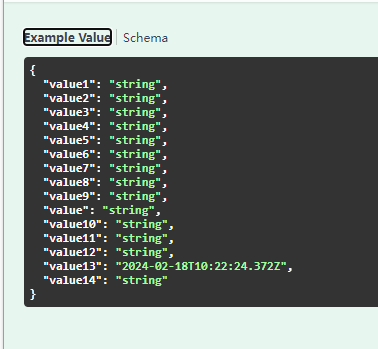 Example Value | Schema
{
  "value1": "string",
  "value2": "string",
  "value3": "string",
  "value4": "string",
  "value5": "string",
  "value6": "string",
  "value7": "string",
  "value8": "string",
  "value9": "string",
  "value": "string",
  "value10": "string",
  "value11": "string",
  "value12": "string",
  "value13": "2024-02-18T10:22:24.372Z",
  "value14": "string"
}